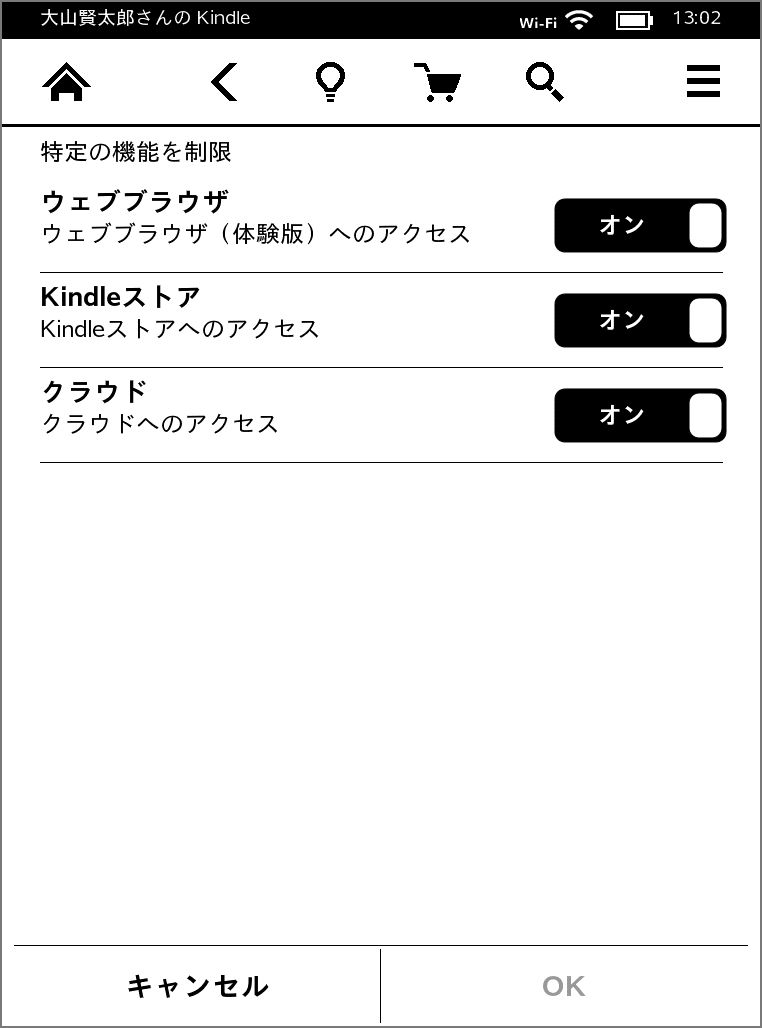 大山賢太郎さんの Kindle Wi-Fi 13:02
特定の機能を制限
ウェブブラウザ
ウェブブラウザ（体験版）へのアクセス
オン
Kindleストア
Kindleストアへのアクセス
オン
クラウド
クラウドへのアクセス
オン
キャンセル OK